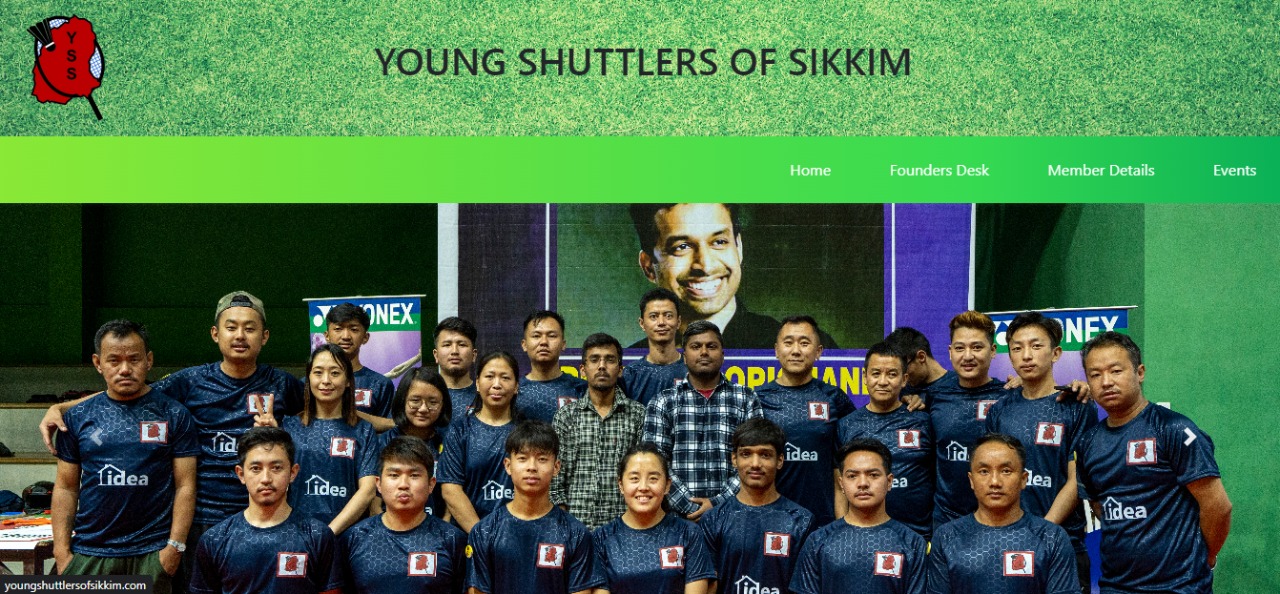 Y
S
S
YOUNG SHUTTLERS OF SIKKIM
Home
Founders Desk
Member Details
Events
YONEX
YONEX
idea
idea
idea
idea
idea
idea
idea
idea
youngshuttlersofsikkim.com